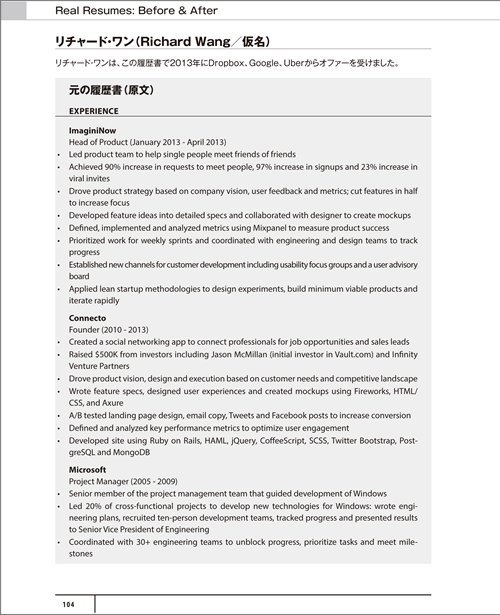 Real Resumes: Before & After
リチャード・ワン（Richard Wang／仮名）
リチャード・ワンは、この履歴書で2013年にDropbox、Google、Uberからオファーを受けました。
元の履歴書（原文）
EXPERIENCE
ImaginiNow
Head of Product (January 2013 - April 2013)
• Led product team to help single people meet friends of friends
• Achieved 90% increase in requests to meet people, 97% increase in signups and 23% increase in
viral invites
• Drove product strategy based on company vision, user feedback and metrics; cut features in half
to increase focus
• Developed feature ideas into detailed specs and collaborated with designer to create mockups
• Defined, implemented and analyzed metrics using Mixpanel to measure product success
• Prioritized work for weekly sprints and coordinated with engineering and design teams to track
progress
• Established new channels for customer development including usability focus groups and a user advisory
board
• Applied lean startup methodologies to design experiments, build minimum viable products and
iterate rapidly
Connecto
Founder (2010 - 2013)
• Created a social networking app to connect professionals for job opportunities and sales leads
• Raised $500K from investors including Jason McMillan (initial investor in Vault.com) and Infinity
Venture Partners
• Drove product vision, design and execution based on customer needs and competitive landscape
• Wrote feature specs, designed user experiences and created mockups using Fireworks, HTML/
CSS, and Axure
• A/B tested landing page design, email copy, Tweets and Facebook posts to increase conversion
• Defined and analyzed key performance metrics to optimize user engagement
• Developed site using Ruby on Rails, HAML, jQuery, CoffeeScript, SCSS, Twitter Bootstrap, Post-
greSQL and MongoDB
Microsoft
Project Manager (2005 - 2009)
• Senior member of the project management team that guided development of Windows
• Led 20% of cross-functional projects to develop new technologies for Windows: wrote engi-
neering plans, recruited ten-person development teams, tracked progress and presented results
to Senior Vice President of Engineering
• Coordinated with 30+ engineering teams to unblock progress, prioritize tasks and meet mile-
stones
104